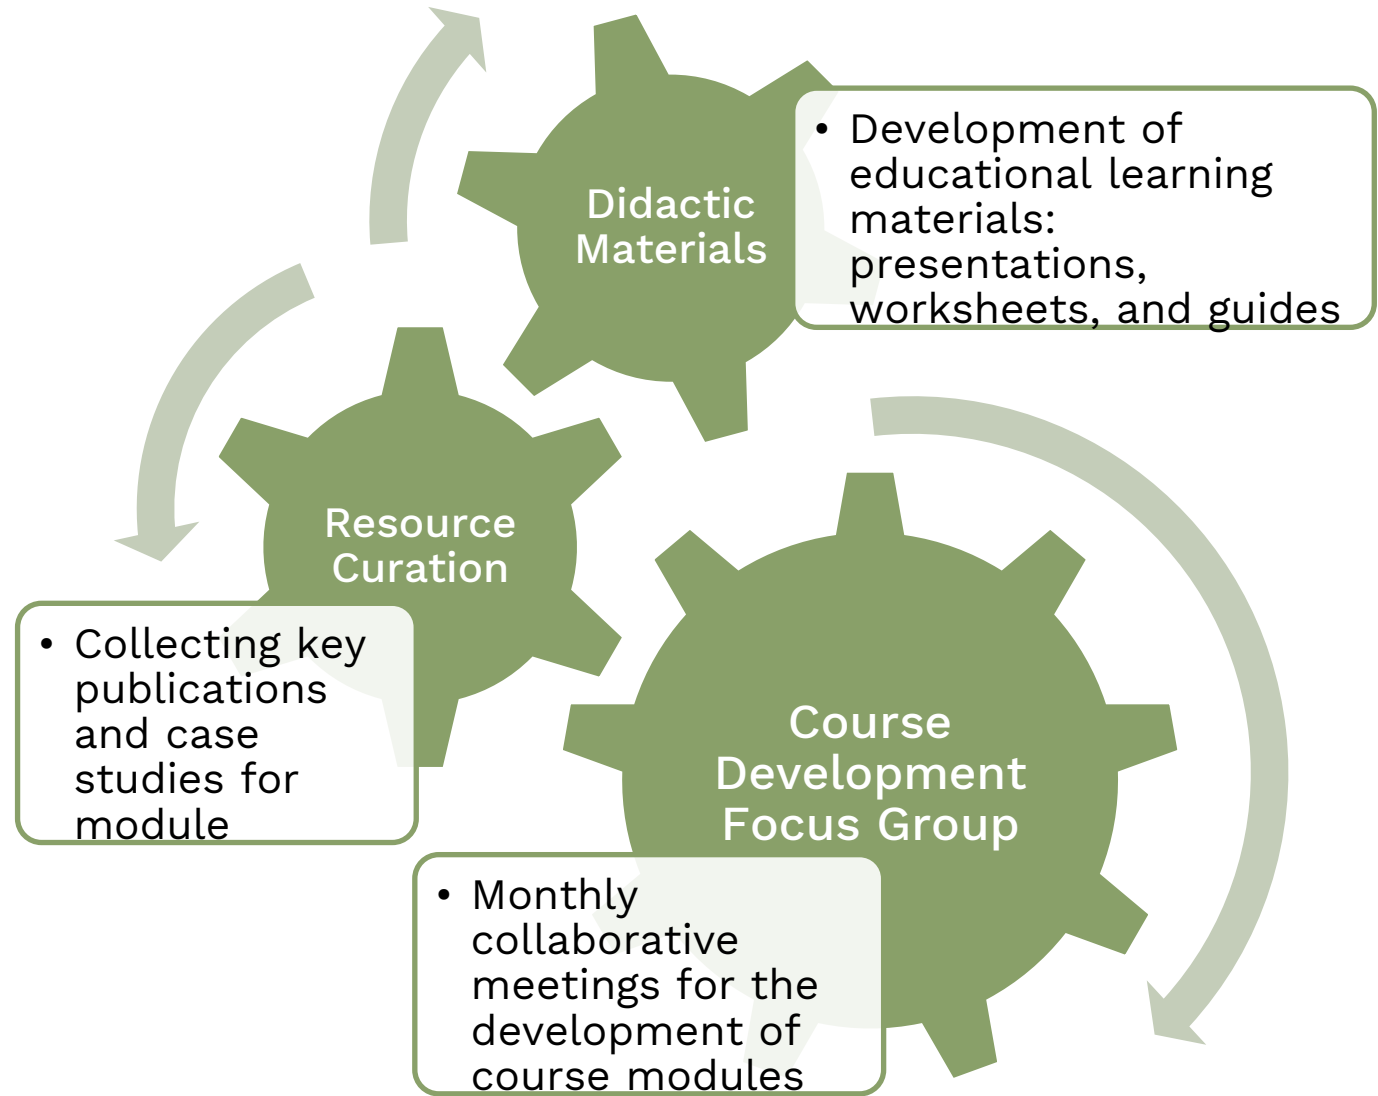 Didactic
Materials
• Development of
educational learning
materials:
presentations,
worksheets, and guides
Resource
Curation
• Collecting key
publications
and case
studies for
module
Course
Development
Focus Group
• Monthly
collaborative
meetings for the
development of
course modules